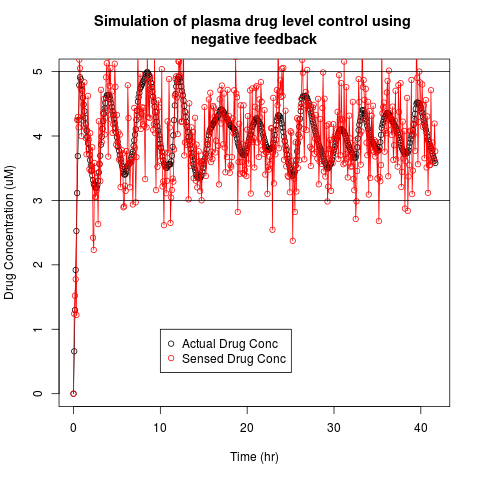 Simulation of plasma drug level control using
negative feedback
Drug Concentration (uM)
5
4
3
2
1
0
Actual Drug Conc
Sensed Drug Conc
0 10 20 30 40
Time (hr)